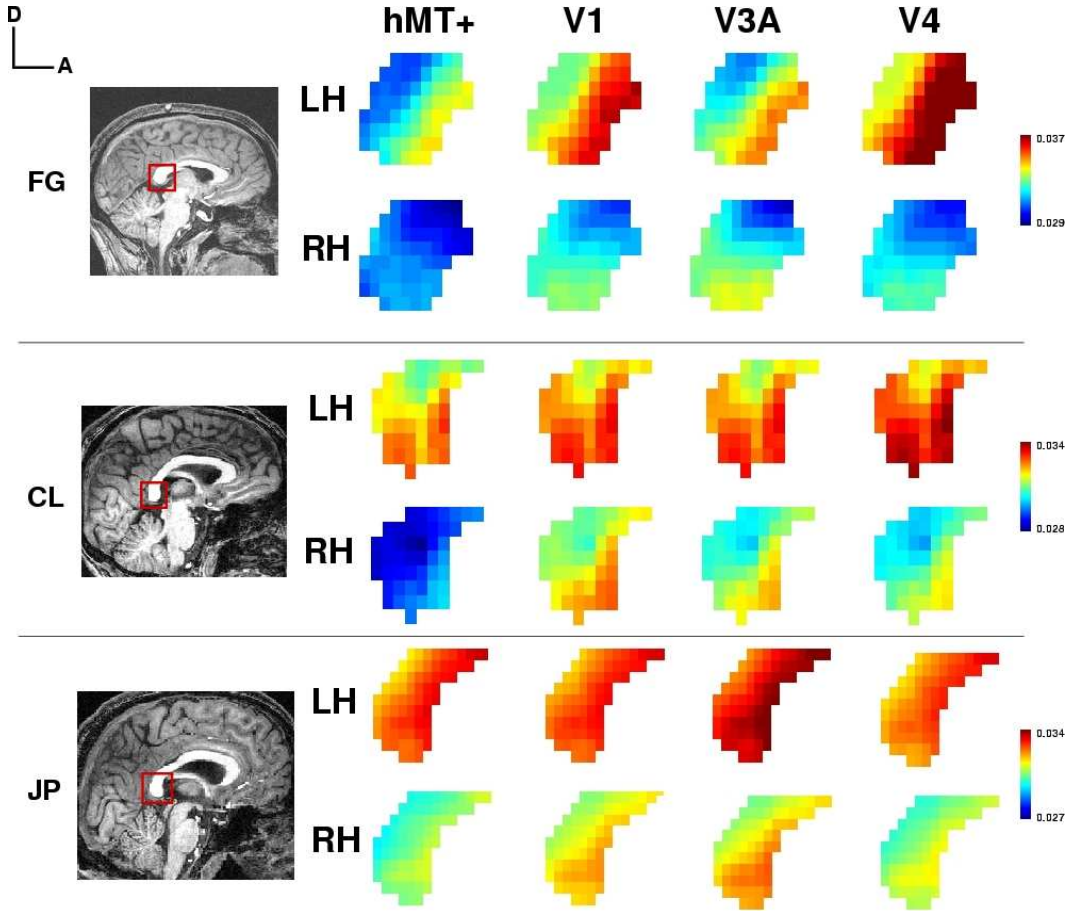 D
A
hMT+ V1 V3A V4
FG
LH
RH
0.037
0.029
CL
LH
RH
0.034
0.028
JP
LH
RH
0.034
0.027